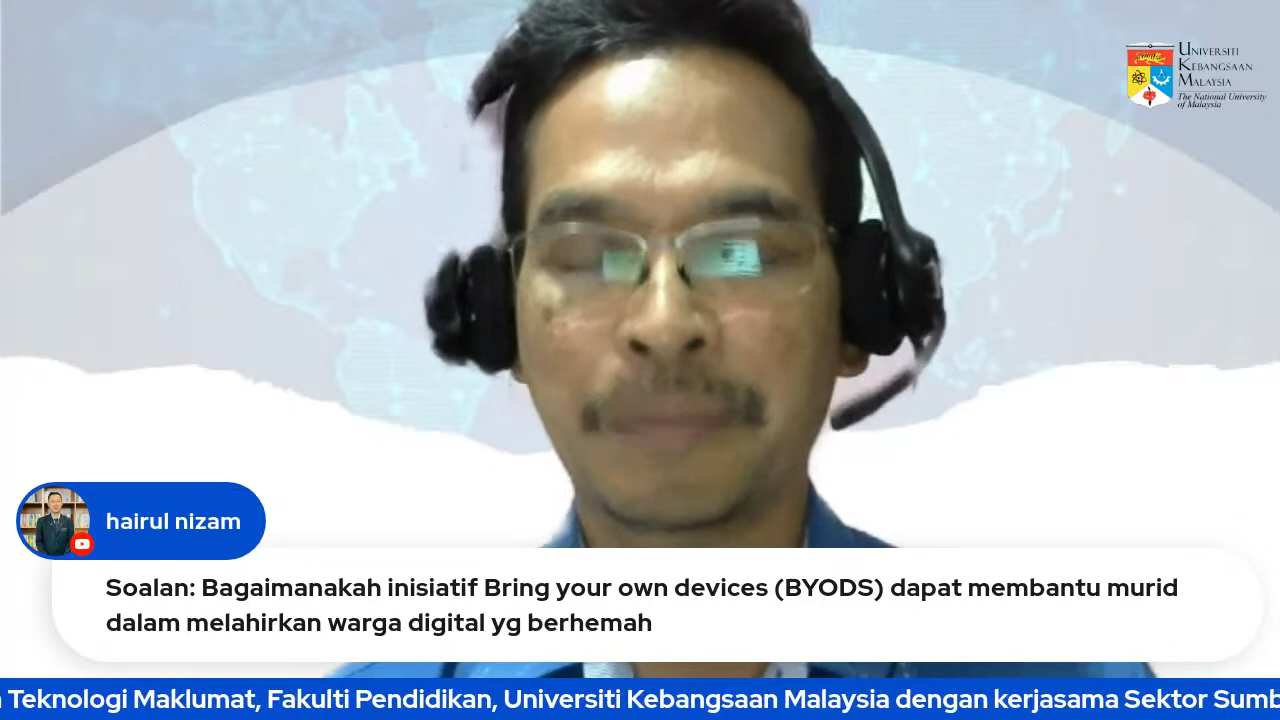 UNIVERSITI
KEBANGSAAN
MALAYSIA
The National University
of Malaysia
hairul nizam
Soalan: Bagaimanakah inisiatif Bring your own devices (BYODS) dapat membantu murid
dalam melahirkan warga digital yg berhemah
Teknologi Maklumat, Fakulti Pendidikan, Universiti Kebangsaan Malaysia dengan kerjasama Sektor